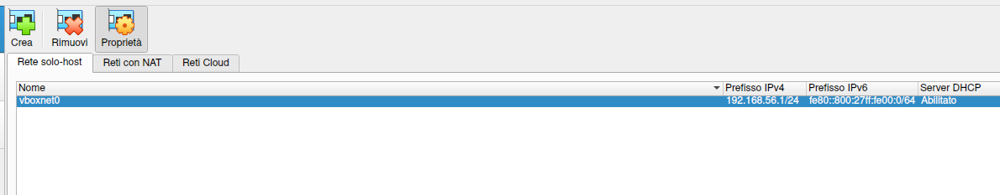 Crea Rimuovi Proprietà
Rete solo-host Reti con NAT Reti Cloud
Nome Prefisso IPv4 Prefisso IPv6 Server DHCP
vboxnet0 192.168.56.1/24 fe80::800:27ff:fe00:0/64 Abilitato